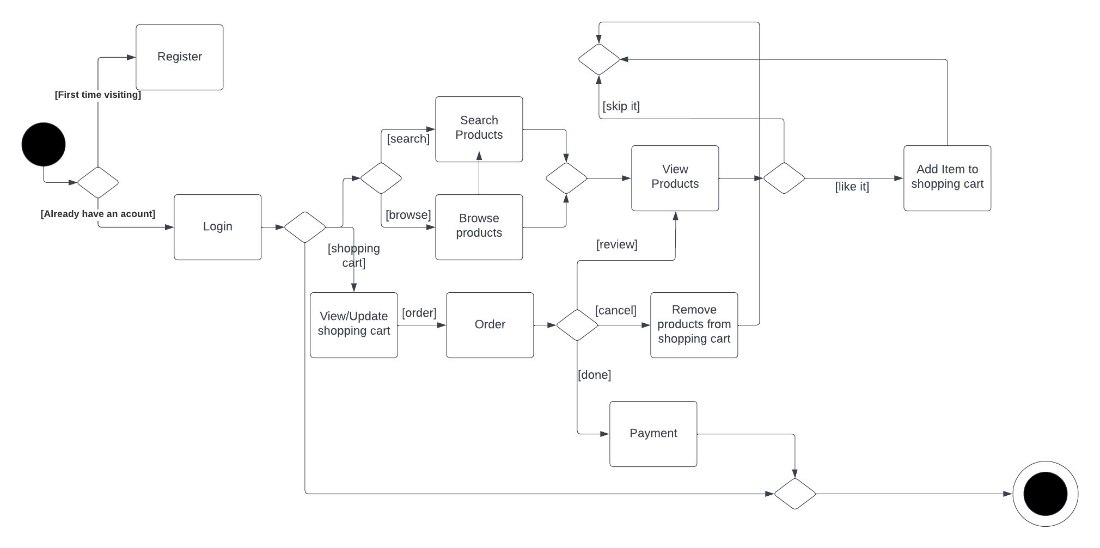 Register
[First time visiting]
[Already have an acount]
Login
[search]
Search
Products
[browse]
Browse
products
[skip it]
View
Products
[like it]
Add Item to
shopping cart
[shopping
cart]
View/Update
shopping cart
[order]
Order
[review]
[cancel]
Remove
products from
shopping cart
[done]
Payment